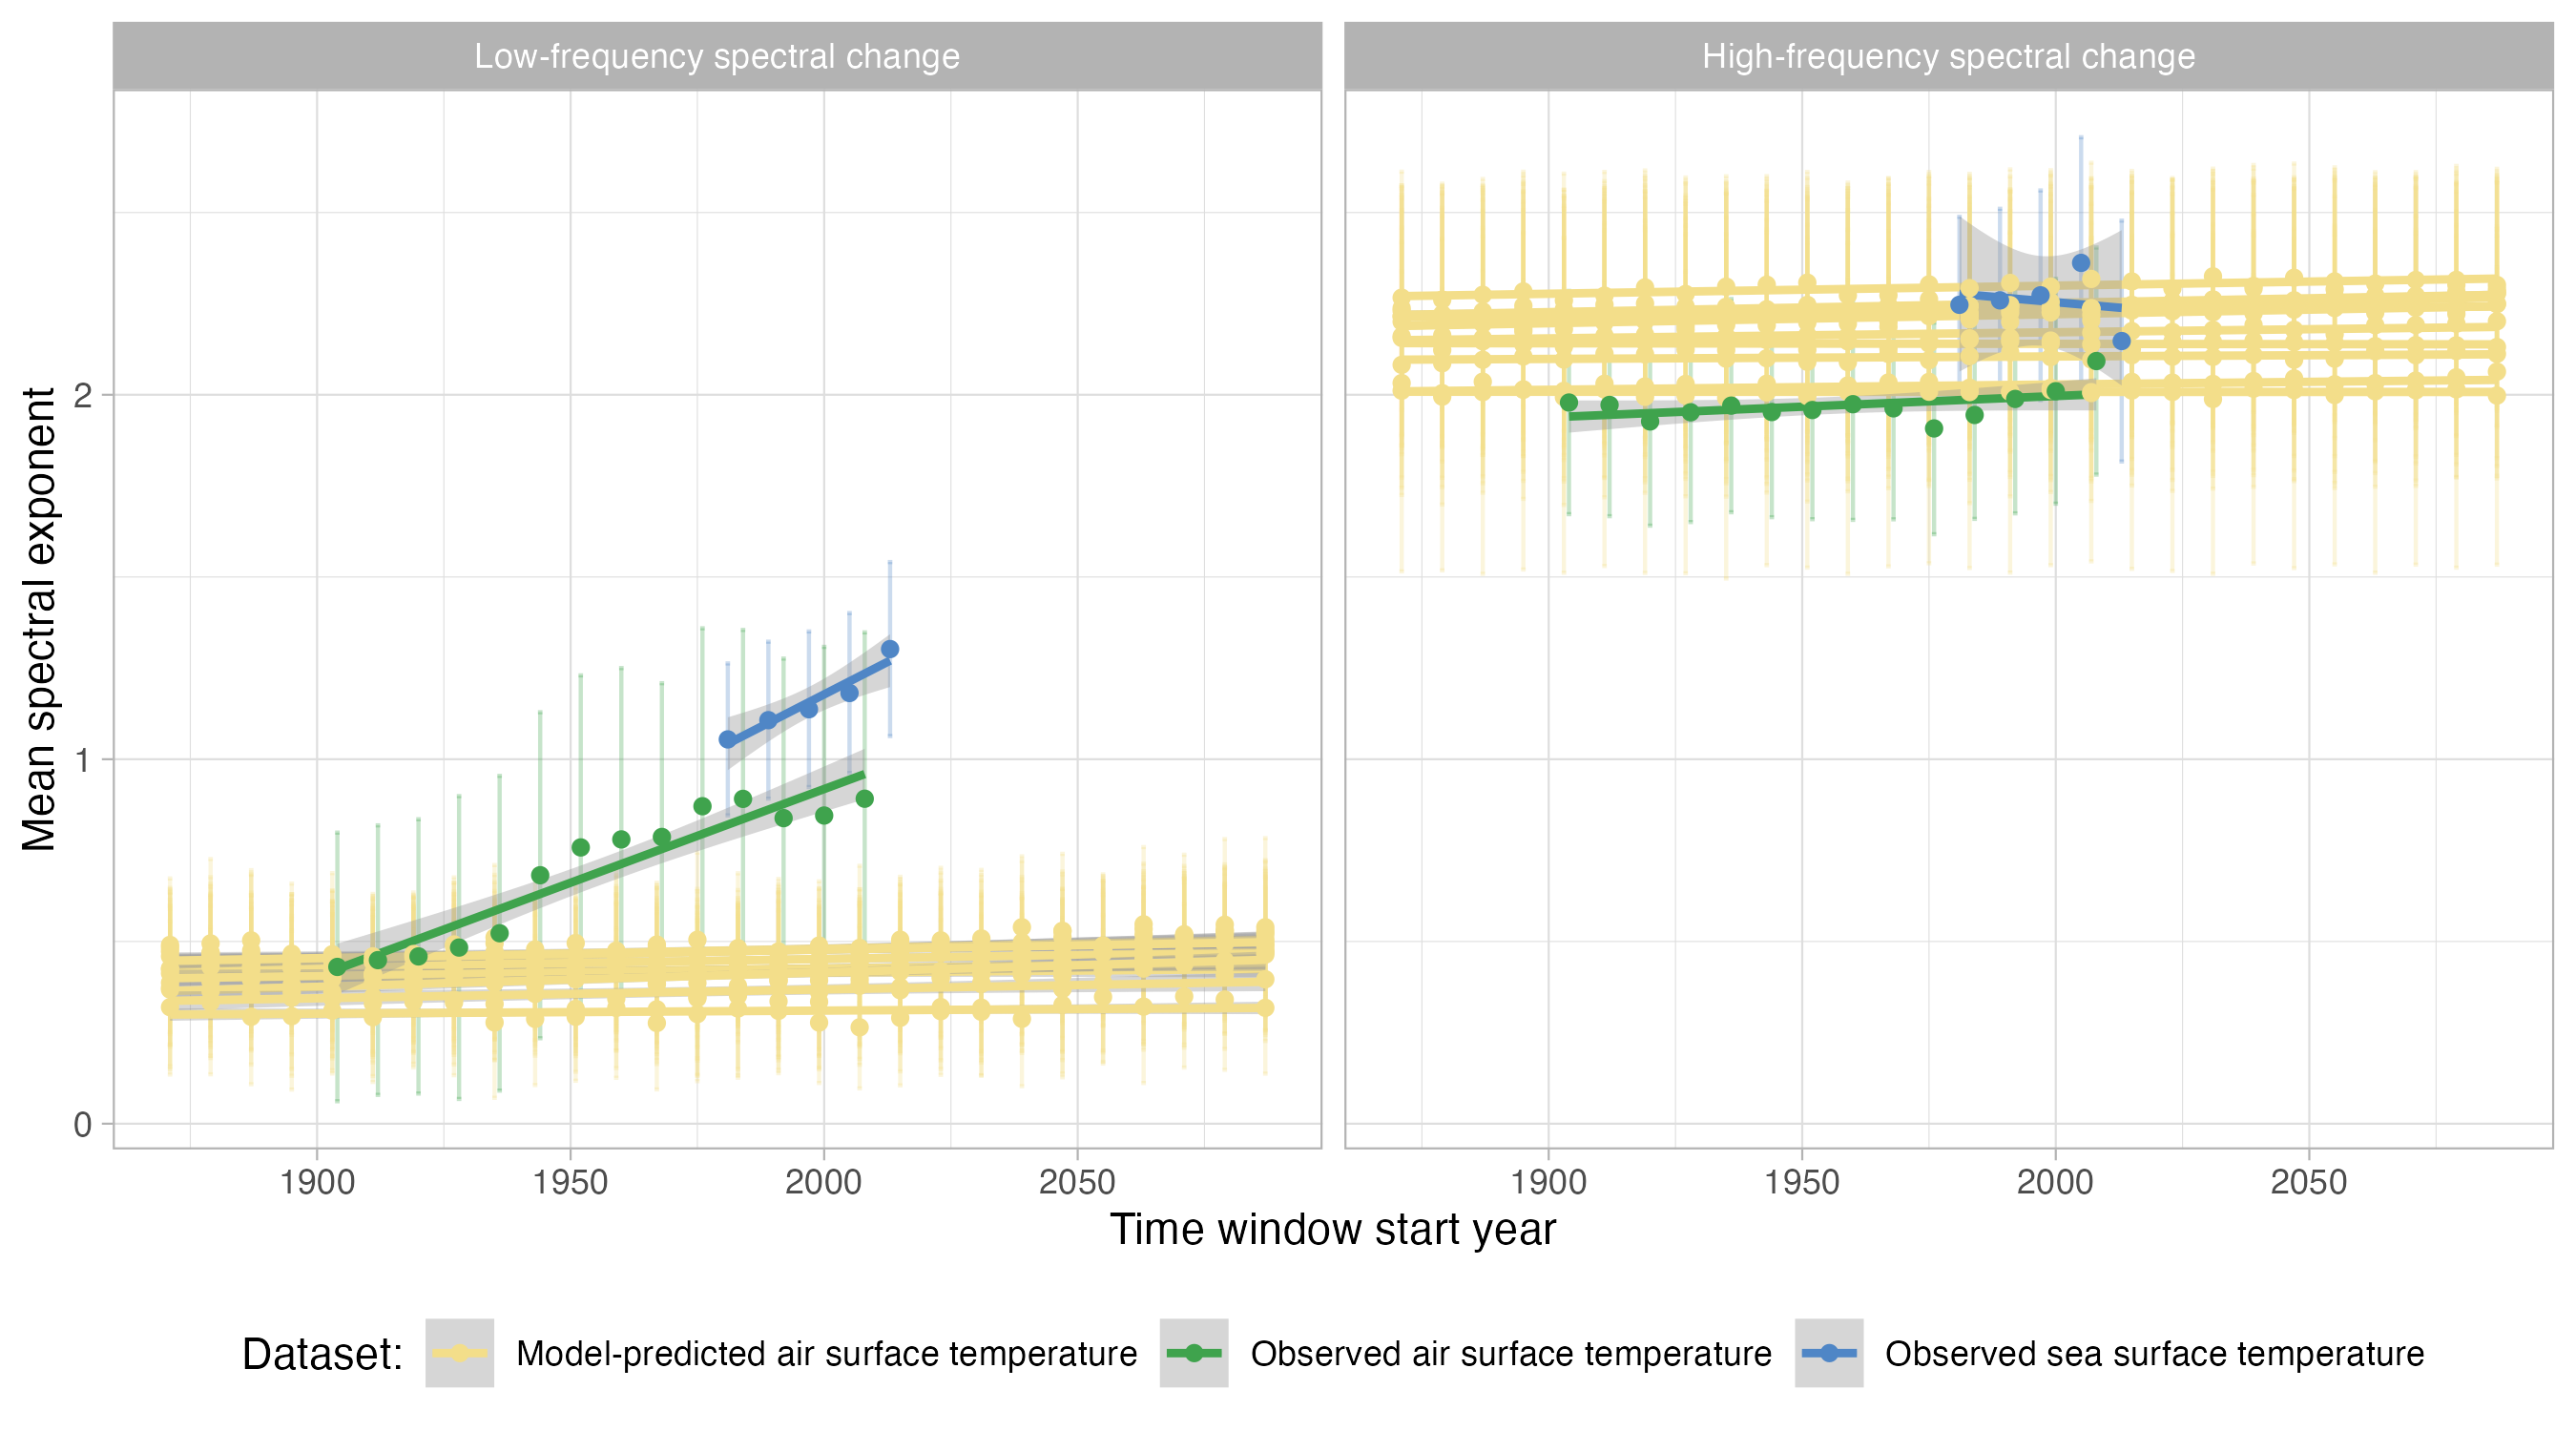 Low-frequency spectral change
High-frequency spectral change
Mean spectral exponent
2
1
0
1900 1950 2000 2050
1900 1950 2000 2050
Time window start year
Dataset: Model-predicted air surface temperature Observed air surface temperature Observed sea surface temperature